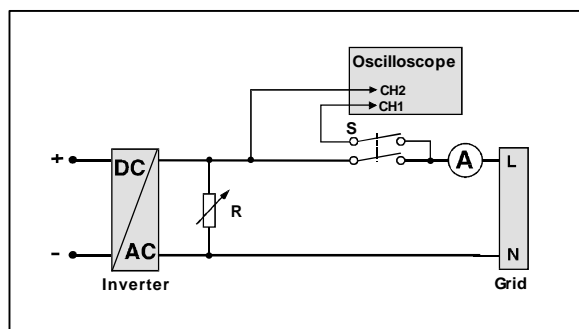 Oscilloscope
CH2
CH1
S
+
DC
A
L
R
-
AC
N
Inverter
Grid